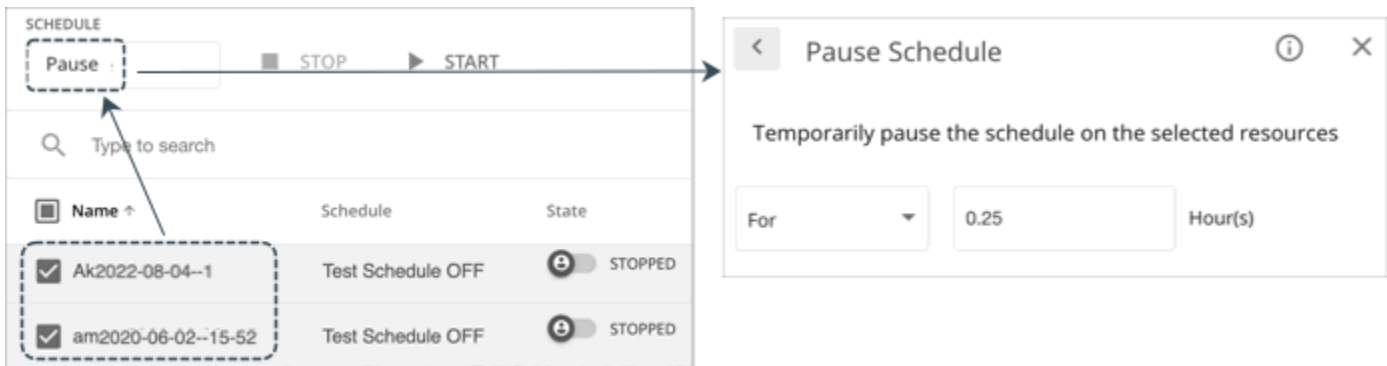 SCHEDULE
Pause
STOP
START
Type to search
Name ↑
Schedule
State
Ak2022-08-04--1
Test Schedule OFF
STOPPED
am2020-06-02--15-52
Test Schedule OFF
STOPPED
Pause Schedule
Temporarily pause the schedule on the selected resources
For
0.25
Hour(s)